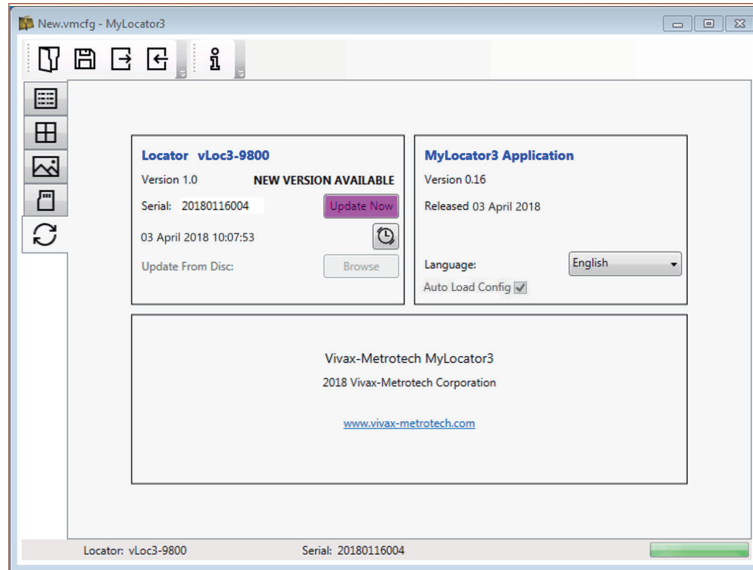 New.vmcfg - MyLocator3
Locator vLoc3-9800
Version 1.0 NEW VERSION AVAILABLE
Serial: 20180116004 Update Now
03 April 2018 10:07:53
Update From Disc: Browse
MyLocator3 Application
Version 0.16
Released 03 April 2018
Language: English
Auto Load Config
Vivax-Metrotech MyLocator3
2018 Vivax-Metrotech Corporation
www.vivax-metrotech.com
Locator: vLoc3-9800 Serial: 20180116004